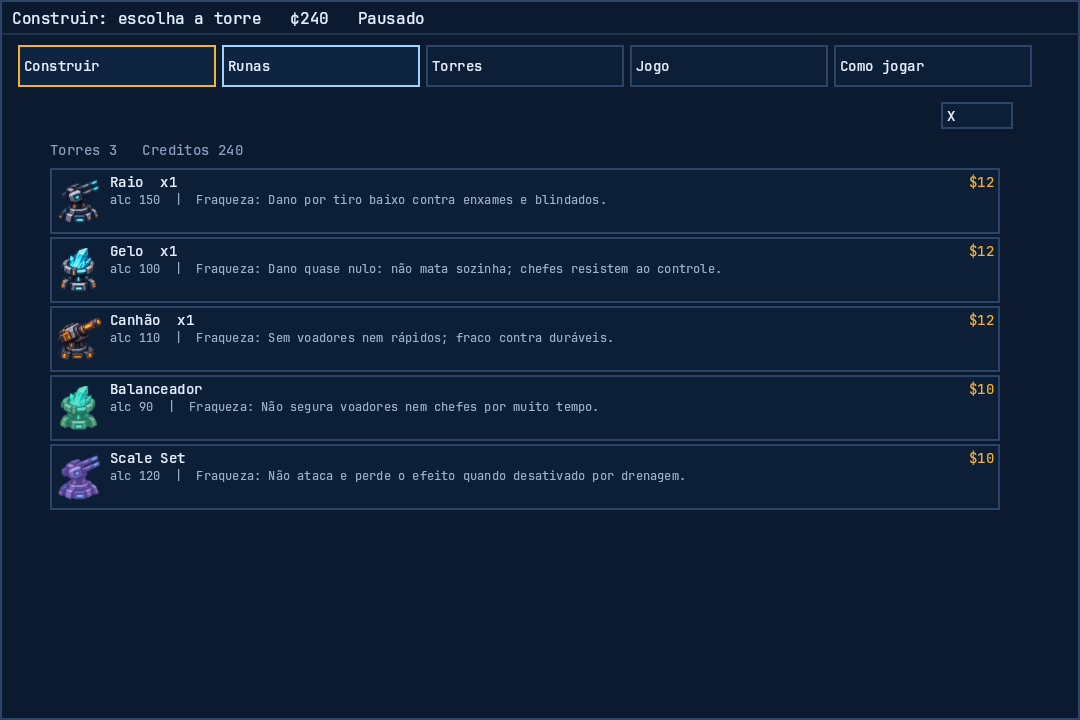 Construir: escolha a torre   $240   Pausado
Construir   Runas   Torres   Jogo   Como jogar
X
Torres 3   Creditos 240
Raio  x1   $12
alc 150  |  Fraqueza: Dano por tiro baixo contra enxames e blindados.
Gelo  x1   $12
alc 100  |  Fraqueza: Dano quase nulo: não mata sozinha; chefes resistem ao controle.
Canhão  x1   $12
alc 110  |  Fraqueza: Sem voadores nem rápidos; fraco contra duráveis.
Balanceador   $10
alc 90  |  Fraqueza: Não segura voadores nem chefes por muito tempo.
Scale Set   $10
alc 120  |  Fraqueza: Não ataca e perde o efeito quando desativado por drenagem.